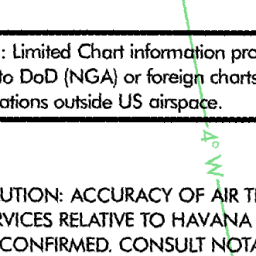 : Limited Chart information pro
to DoD (NGA) or foreign charts
ations outside US airspace.
4° W
UTION: ACCURACY OF AIR T
RVICES RELATIVE TO HAVANA
CONFIRMED. CONSULT NOTA